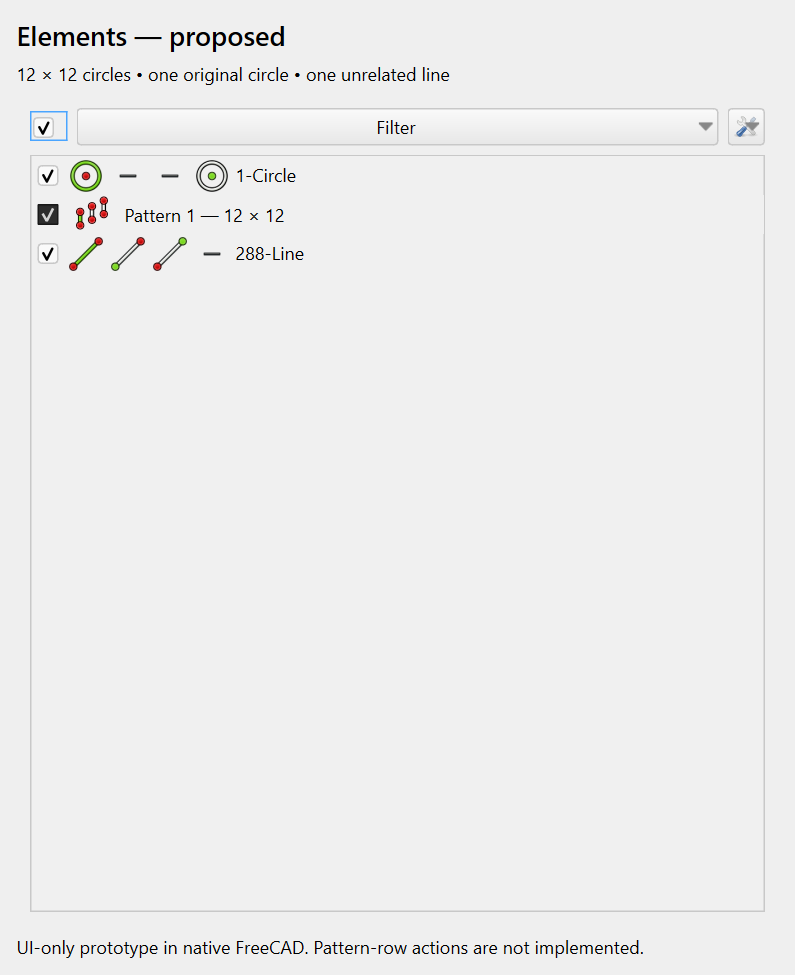 Elements — proposed
12 × 12 circles • one original circle • one unrelated line
Filter
1-Circle
Pattern 1 — 12 × 12
288-Line
UI-only prototype in native FreeCAD. Pattern-row actions are not implemented.